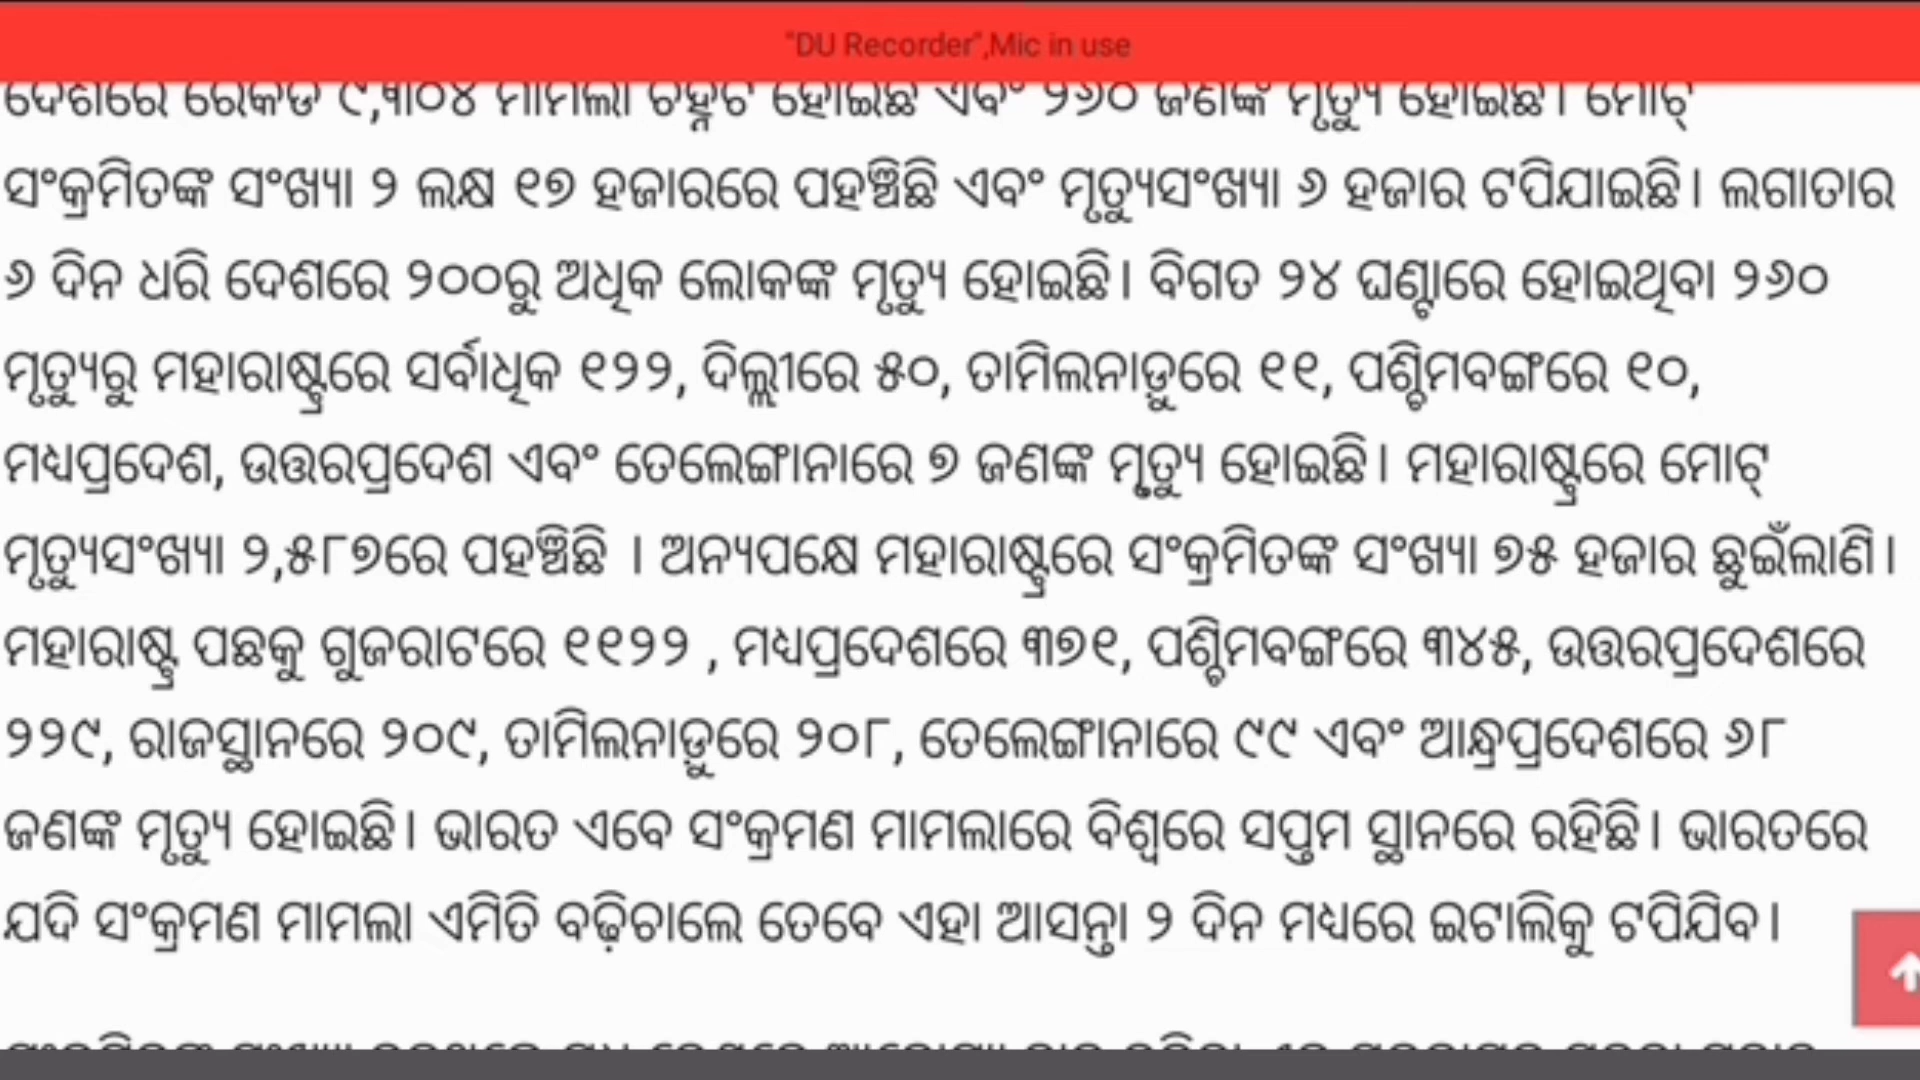 "DU Recorder",Mic in use
ଦେଶରେ ରେକଡ ୯,୩୦୪ ମାମଲା ଚିହ୍ନଟ ହୋଇଛି ଏବଂ ୨୬୦ ଜଣଙ୍କ ମୃତ୍ୟୁ ହୋଇଛି। ମୋଟ୍
ସଂକ୍ରମିତଙ୍କ ସଂଖ୍ୟା ୨ ଲକ୍ଷ ୧୭ ହଜାରରେ ପହଞ୍ଚିଛି ଏବଂ ମୃତ୍ୟୁସଂଖ୍ୟା ୬ ହଜାର ଟପିଯାଇଛି। ଲଗାତାର
୬ ଦିନ ଧରି ଦେଶରେ ୨୦୦ରୁ ଅଧିକ ଲୋକଙ୍କ ମୃତ୍ୟୁ ହୋଇଛି। ବିଗତ ୨୪ ଘଣ୍ଟାରେ ହୋଇଥିବା ୨୬୦
ମୃତ୍ୟୁରୁ ମହାରାଷ୍ଟ୍ରରେ ସର୍ବାଧିକ ୧୨୨, ଦିଲ୍ଲୀରେ ୫୦, ତାମିଲନାଡୁରେ ୧୧, ପଶ୍ଚିମବଙ୍ଗରେ ୧୦,
ମଧ୍ୟପ୍ରଦେଶ, ଉତ୍ତରପ୍ରଦେଶ ଏବଂ ତେଲେଙ୍ଗାନାରେ ୭ ଜଣଙ୍କ ମୃତ୍ୟୁ ହୋଇଛି। ମହାରାଷ୍ଟ୍ରରେ ମୋଟ୍
ମୃତ୍ୟୁସଂଖ୍ୟା ୨,୫୮୭ରେ ପହଞ୍ଚିଛି । ଅନ୍ୟପକ୍ଷେ ମହାରାଷ୍ଟ୍ରରେ ସଂକ୍ରମିତଙ୍କ ସଂଖ୍ୟା ୭୫ ହଜାର ଛୁଇଁଲାଣି।
ମହାରାଷ୍ଟ୍ର ପଛକୁ ଗୁଜରାଟରେ ୧୧୨୨ , ମଧ୍ୟପ୍ରଦେଶରେ ୩୭୧, ପଶ୍ଚିମବଙ୍ଗରେ ୩୪୫, ଉତ୍ତରପ୍ରଦେଶରେ
୨୨୯, ରାଜସ୍ଥାନରେ ୨୦୯, ତାମିଲନାଡୁରେ ୨୦୮, ତେଲେଙ୍ଗାନାରେ ୯୯ ଏବଂ ଆନ୍ଧ୍ରପ୍ରଦେଶରେ ୬୮
ଜଣଙ୍କ ମୃତ୍ୟୁ ହୋଇଛି। ଭାରତ ଏବେ ସଂକ୍ରମଣ ମାମଲାରେ ବିଶ୍ୱରେ ସପ୍ତମ ସ୍ଥାନରେ ରହିଛି। ଭାରତରେ
ଯଦି ସଂକ୍ରମଣ ମାମଲା ଏମିତି ବଢ଼ିଚାଲେ ତେବେ ଏହା ଆସନ୍ତା ୨ ଦିନ ମଧ୍ୟରେ ଇଟାଲିକୁ ଟପିଯିବ।